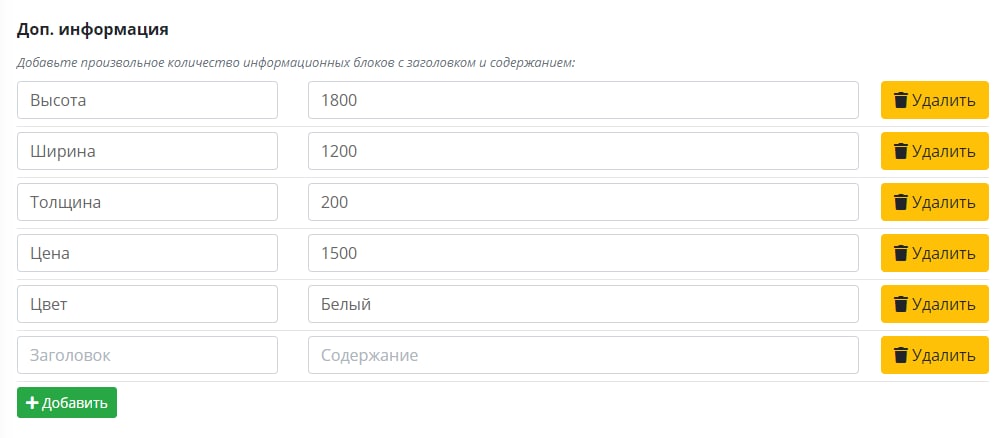 Доп. информация
Добавьте произвольное количество информационных блоков с заголовком и содержанием:
Высота 1800 Удалить
Ширина 1200 Удалить
Толщина 200 Удалить
Цена 1500 Удалить
Цвет Белый Удалить
Заголовок Содержание Удалить
Добавить